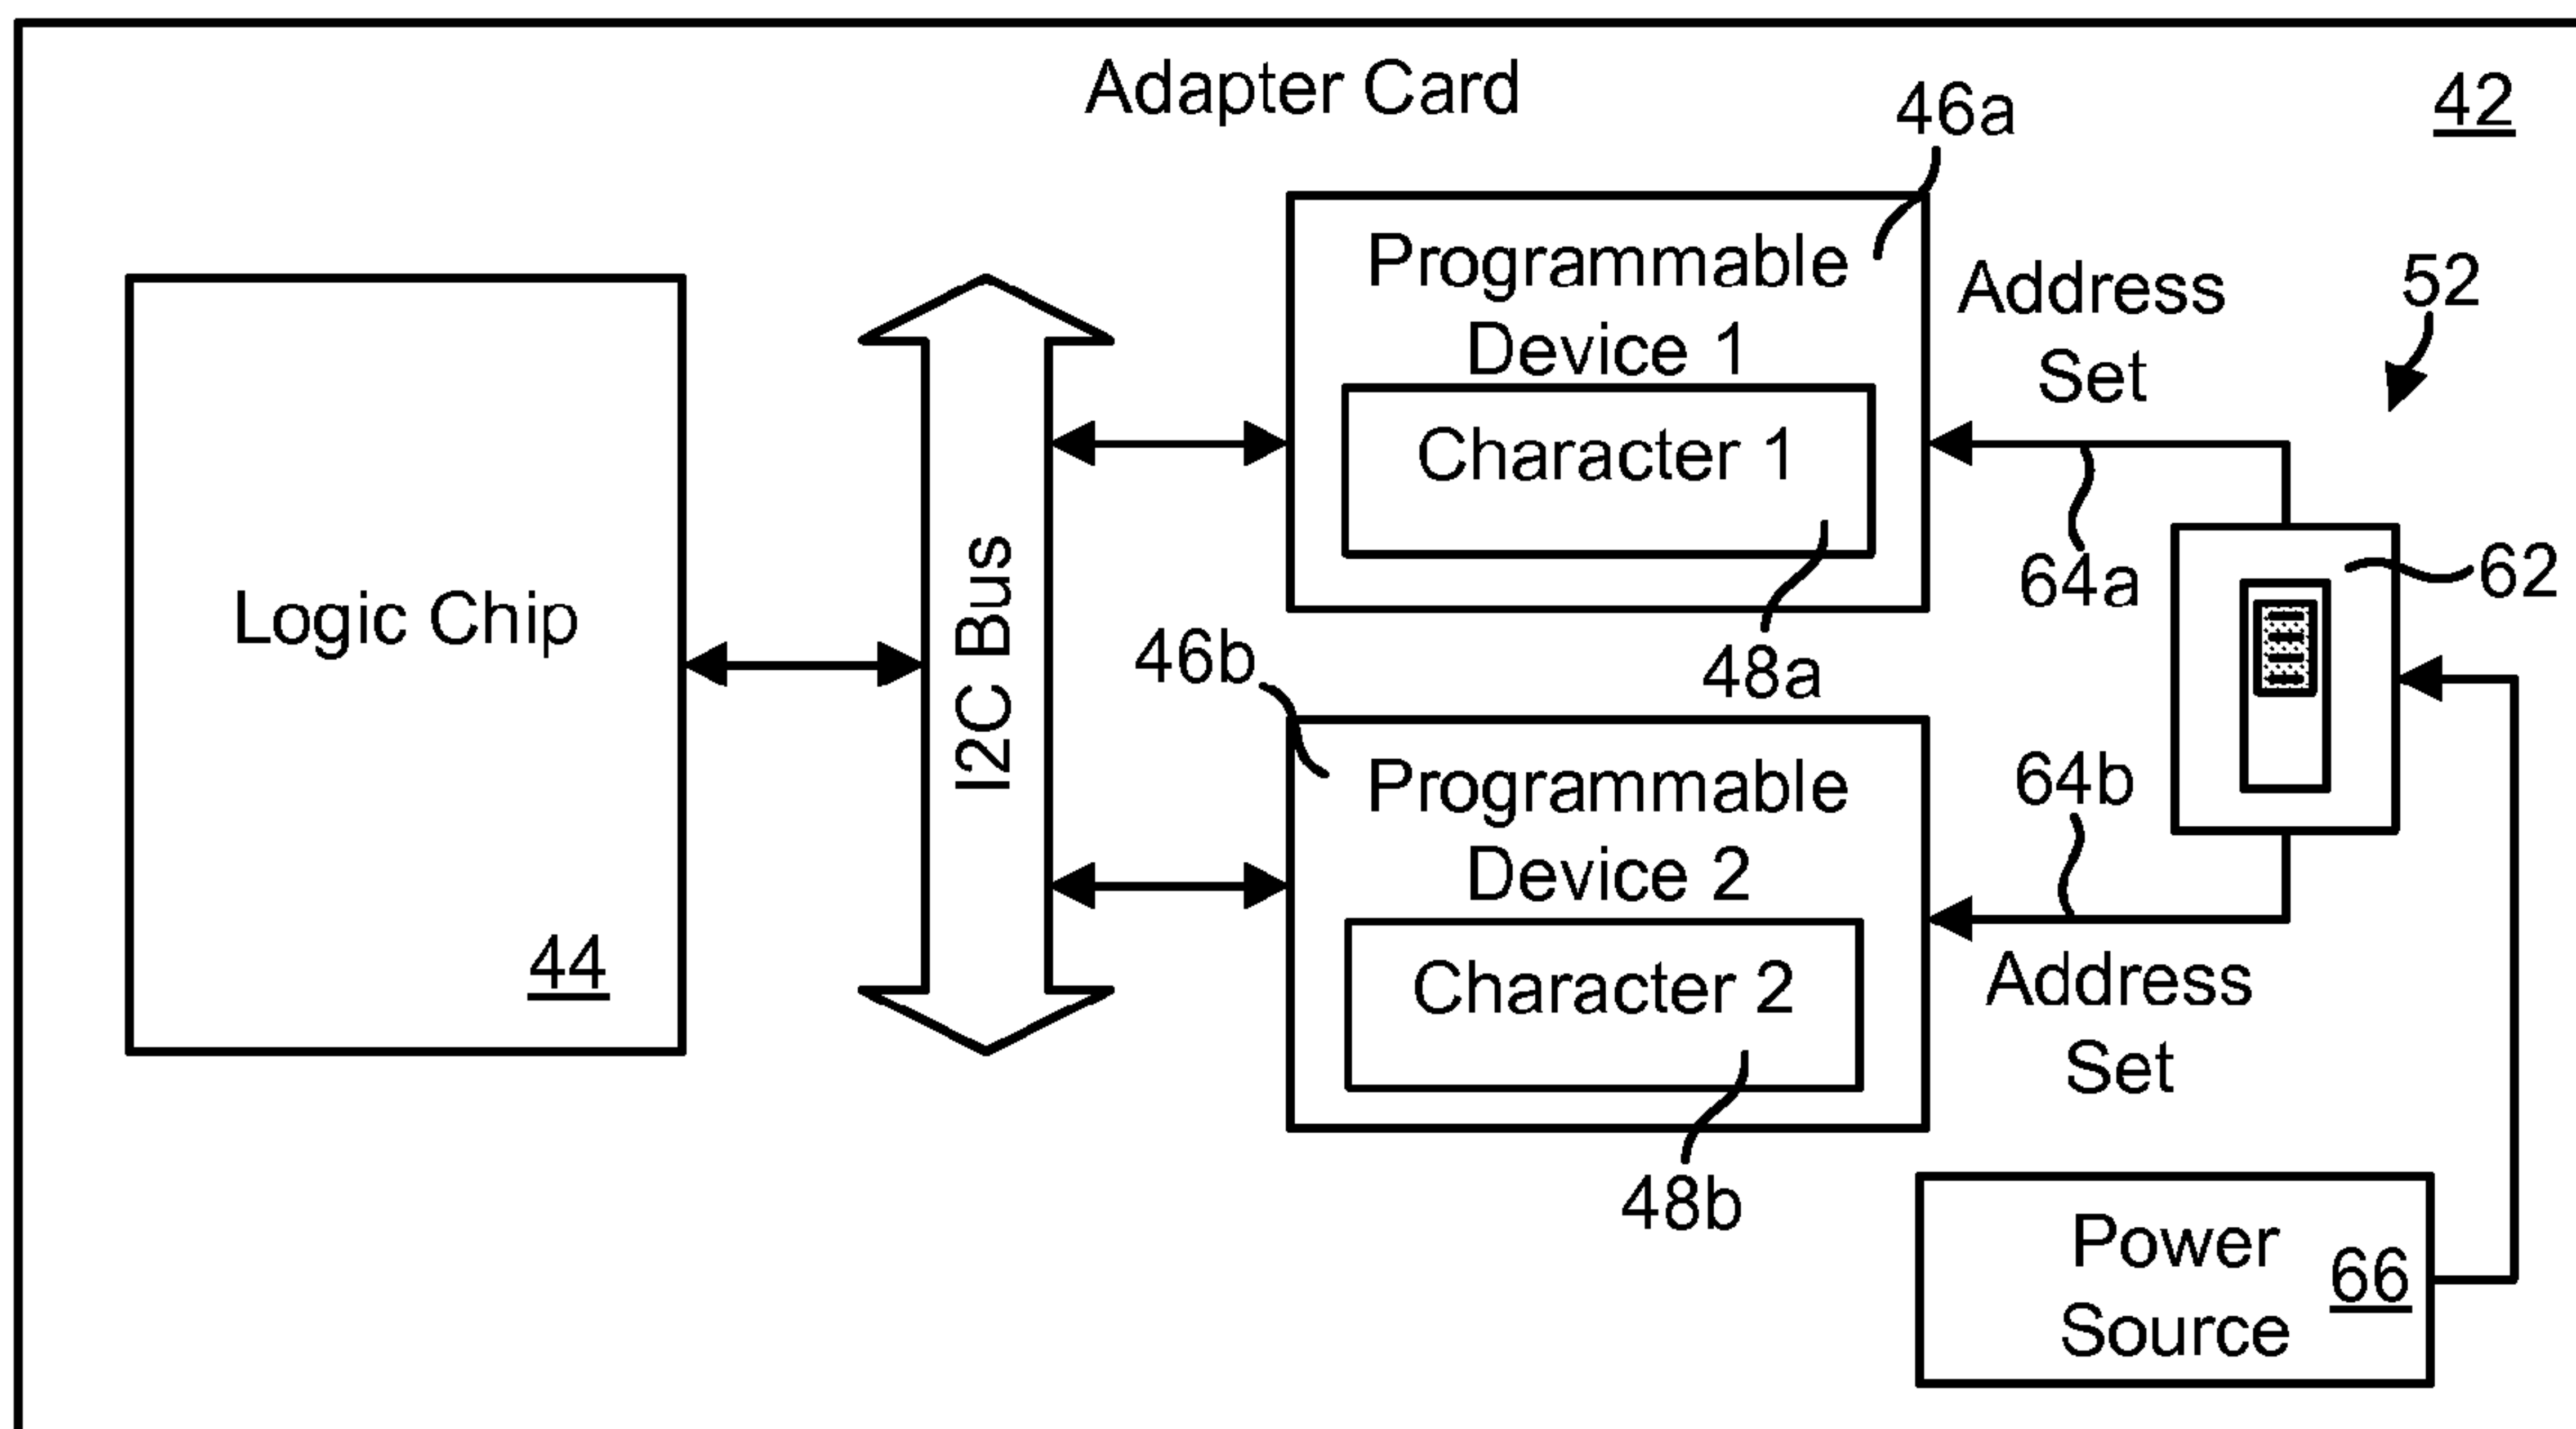 Adapter Card
42
46a
Programmable
Device 1
Character 1
48a
Address
Set
52
64a
62
Logic Chip
44
I2C Bus
46b
Programmable
Device 2
Character 2
48b
64b
Address
Set
Power
Source
66